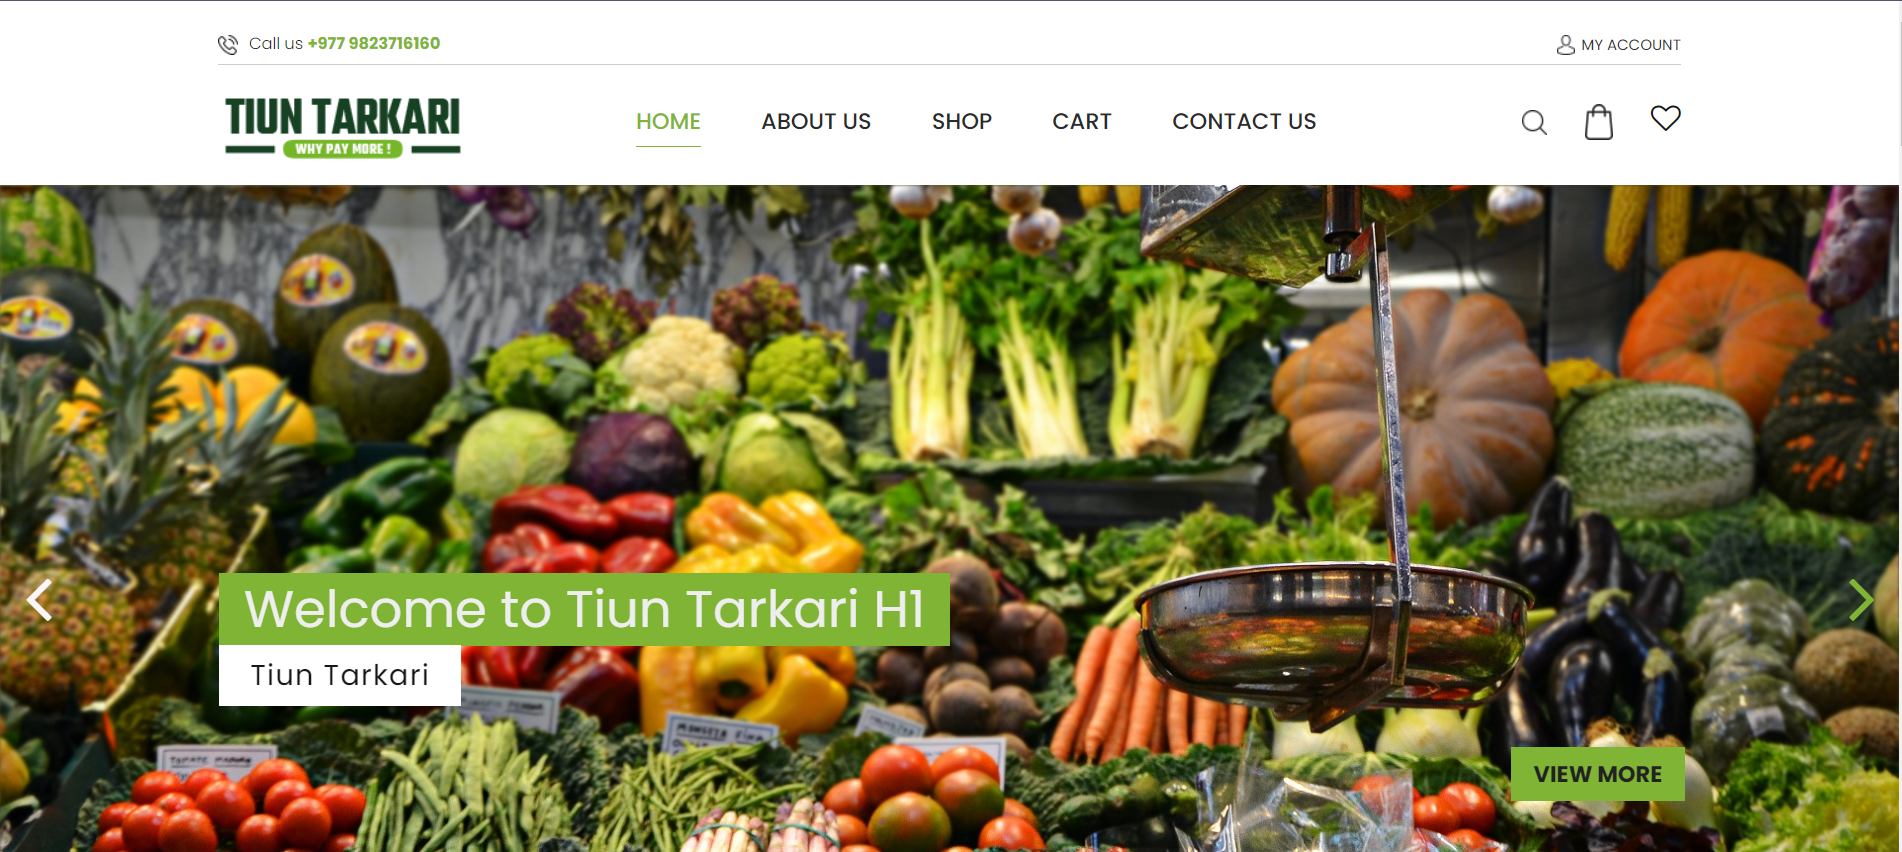 Call us +977 9823716160
MY ACCOUNT
TIUN TARKARI
WHY PAY MORE !
HOME
ABOUT US
SHOP
CART
CONTACT US
Welcome to Tiun Tarkari H1
Tiun Tarkari
VIEW MORE